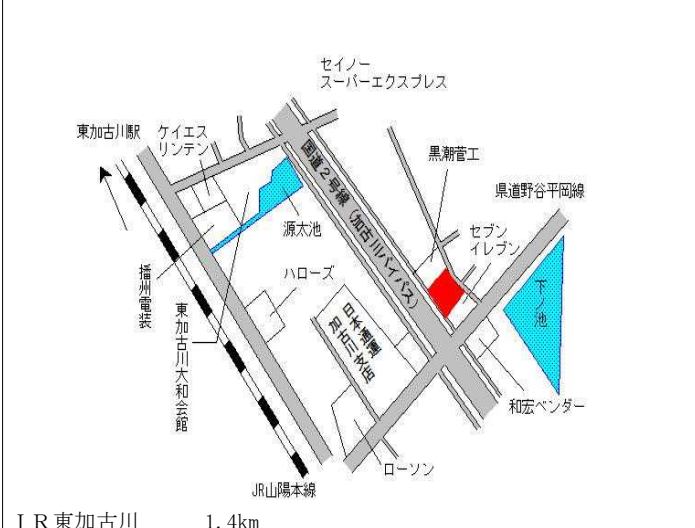 セイノー
スーパーエクスプレス
東加古川駅
ケイエス
リンテン
黒潮菅工
国道2号線(加古川バイパス)
県道野谷平岡線
源太池
セブン
イレブン
播州電装
ハローズ
東加古川大和会館
日本通運
加古川支店
下ノ池
和宏ベンダー
ローソン
JR山陽本線
JR東加古川 1.4km